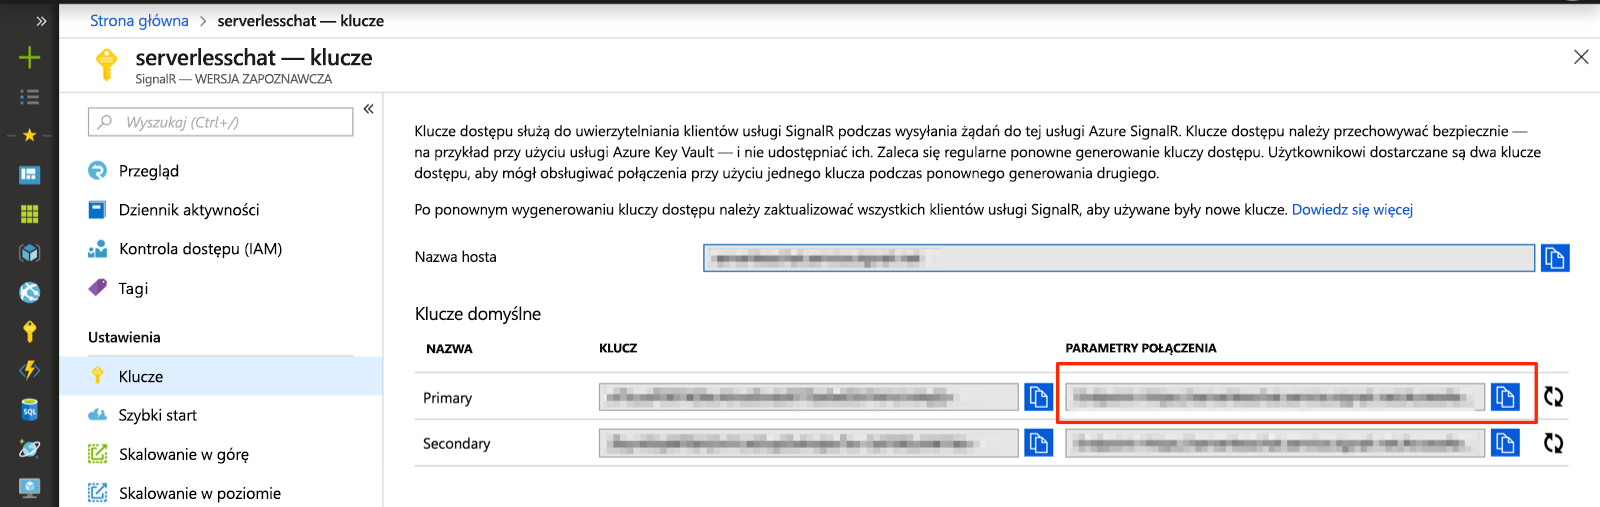 Strona główna > serverlesschat — klucze
serverlesschat — klucze
SignalR — WERSJA ZAPOZNAWCZA
Wyszukaj (Ctrl+/)
Przegląd
Dziennik aktywności
Kontrola dostępu (IAM)
Tagi
Ustawienia
Klucze
Szybki start
Skalowanie w górę
Skalowanie w poziomie
Klucze dostępu służą do uwierzytelniania klientów usługi SignalR podczas wysyłania żądań do tej usługi Azure SignalR. Klucze dostępu należy przechowywać bezpiecznie —
na przykład przy użyciu usługi Azure Key Vault — i nie udostępniać ich. Zaleca się regularne ponowne generowanie kluczy dostępu. Użytkownikowi dostarczane są dwa klucze
dostępu, aby mógł obsługiwać połączenia przy użyciu jednego klucza podczas ponownego generowania drugiego.
Po ponownym wygenerowaniu kluczy dostępu należy zaktualizować wszystkich klientów usługi SignalR, aby używane były nowe klucze. Dowiedz się więcej
Nazwa hosta
Klucze domyślne
NAZWA KLUCZ PARAMETRY POŁĄCZENIA
Primary
Secondary